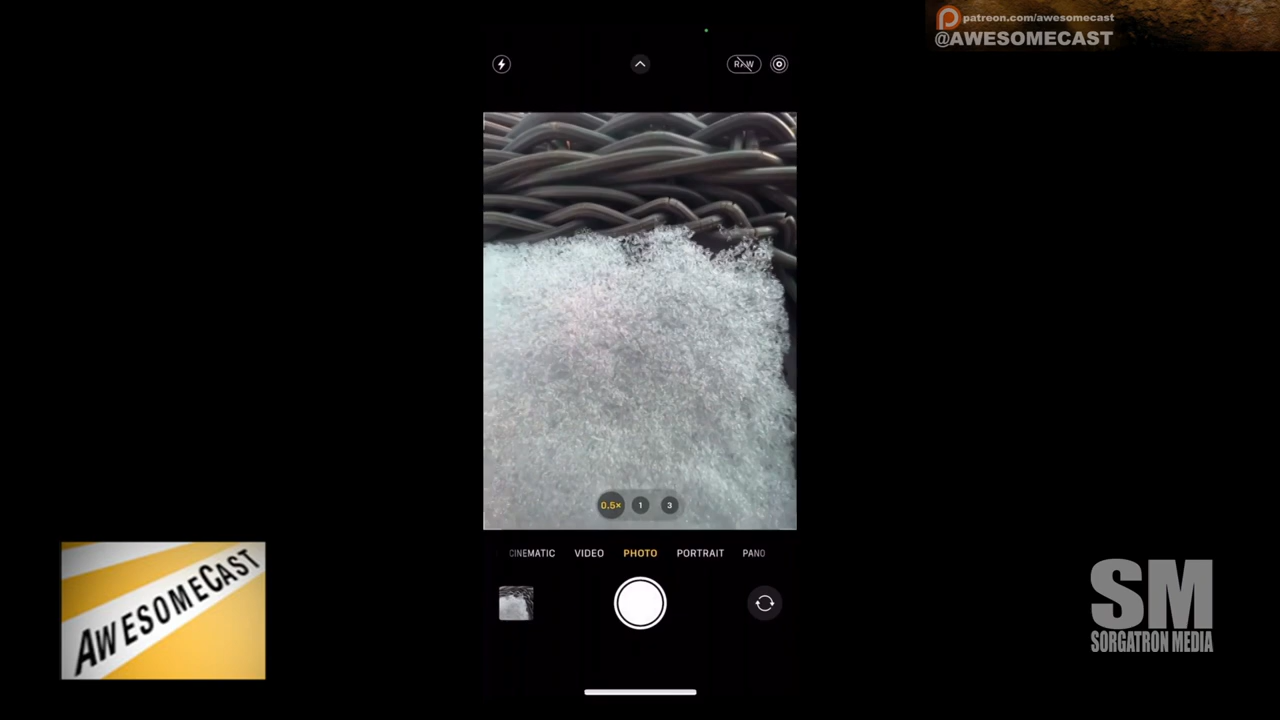 patreon.com/awesomecast
@AWESOMECAST
RAW
0.5×
1
3
CINEMATIC
VIDEO
PHOTO
PORTRAIT
PANO
AWESOMECAST
SM
SORGATRON MEDIA